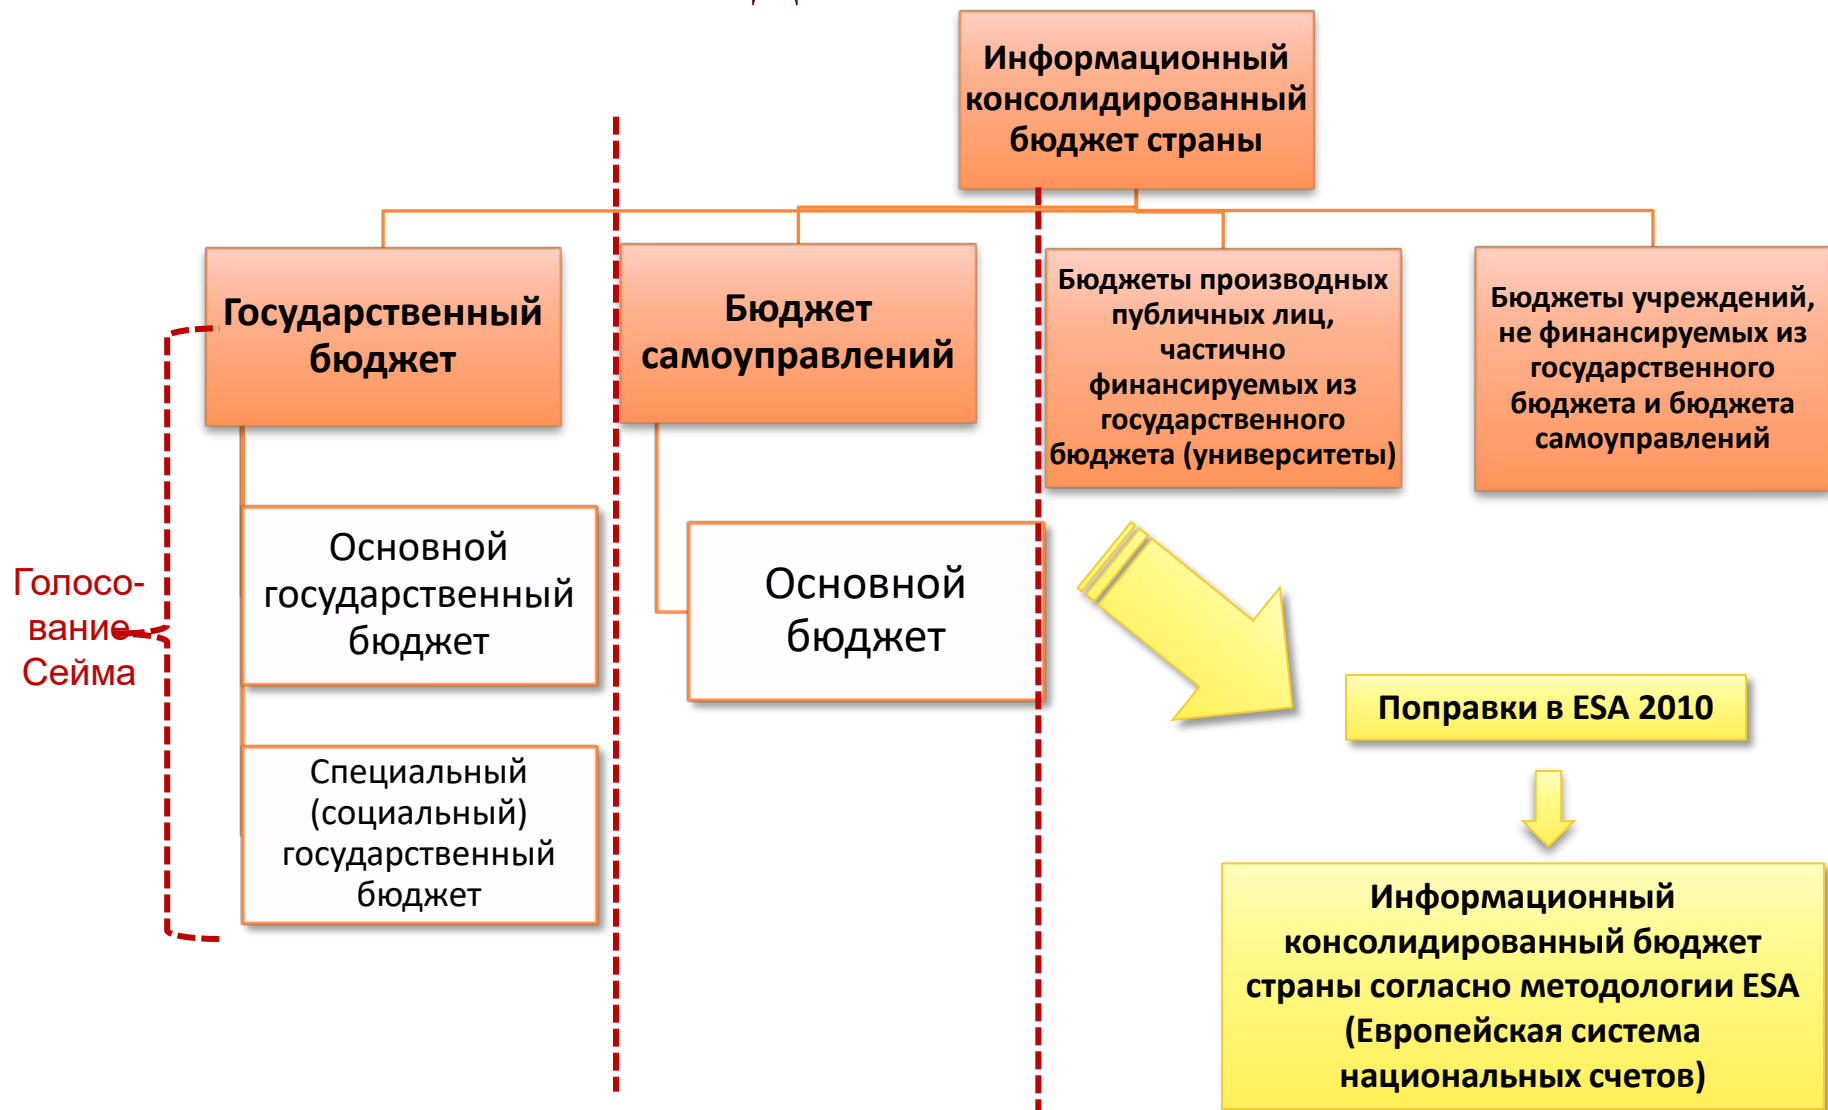 Информационный
консолидированный
бюджет страны
Государственный
бюджет
Бюджет
самоуправлений
Бюджеты производных
публичных лиц,
частично
финансируемых из
государственного
бюджета (университеты)
Бюджеты учреждений,
не финансируемых из
государственного
бюджета и бюджета
самоуправлений
Голосо-
вание
Сейма
Основной
государственный
бюджет
Специальный
(социальный)
государственный
бюджет
Основной
бюджет
Поправки в ESA 2010
Информационный
консолидированный бюджет
страны согласно методологии ESA
(Европейская система
национальных счетов)